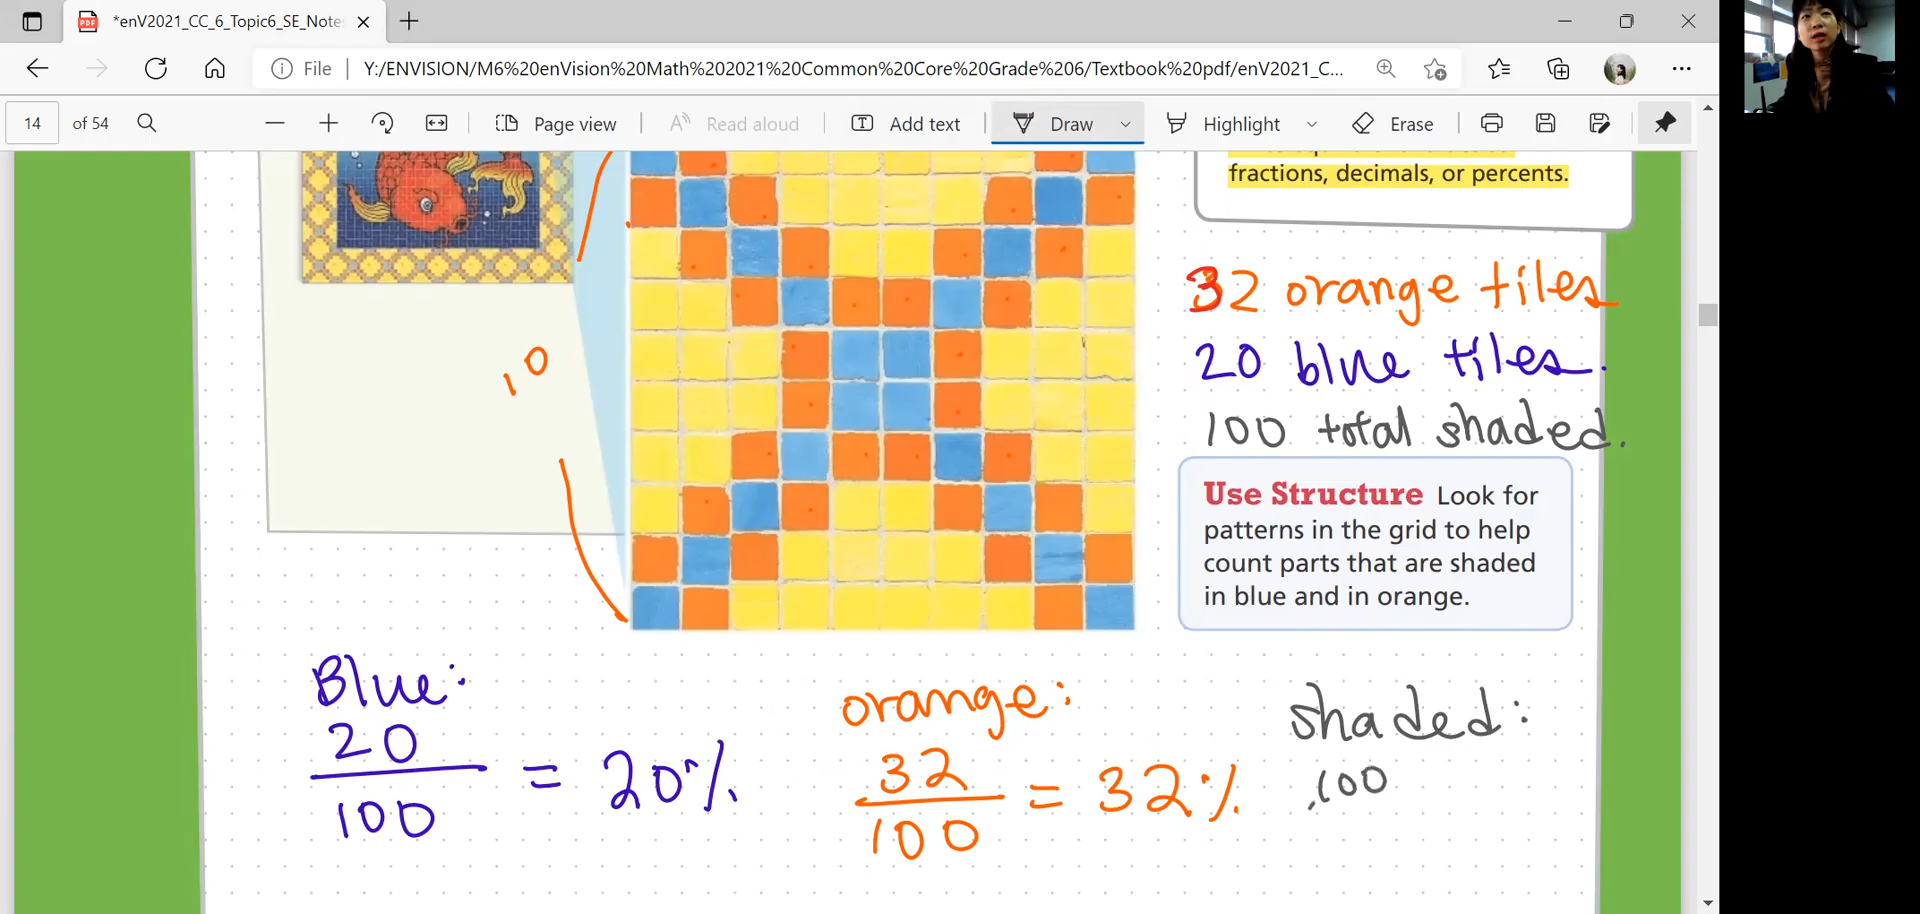 *enV2021_CC_6_Topic6_SE_Note
File
Y:/ENVISION/M6%20enVision%20Math%202021%20Common%20Core%20Grade%206/Textbook%20pdf/enV2021_C...
14 of 54
Page view
Read aloud
Add text
Draw
Highlight
Erase
fractions, decimals, or percents.
32 orange tiles
20 blue tiles.
100 total shaded.
10
Use Structure Look for
patterns in the grid to help
count parts that are shaded
in blue and in orange.
Blue:
20
100
= 20%
orange:
32
100
= 32%
shaded:
100